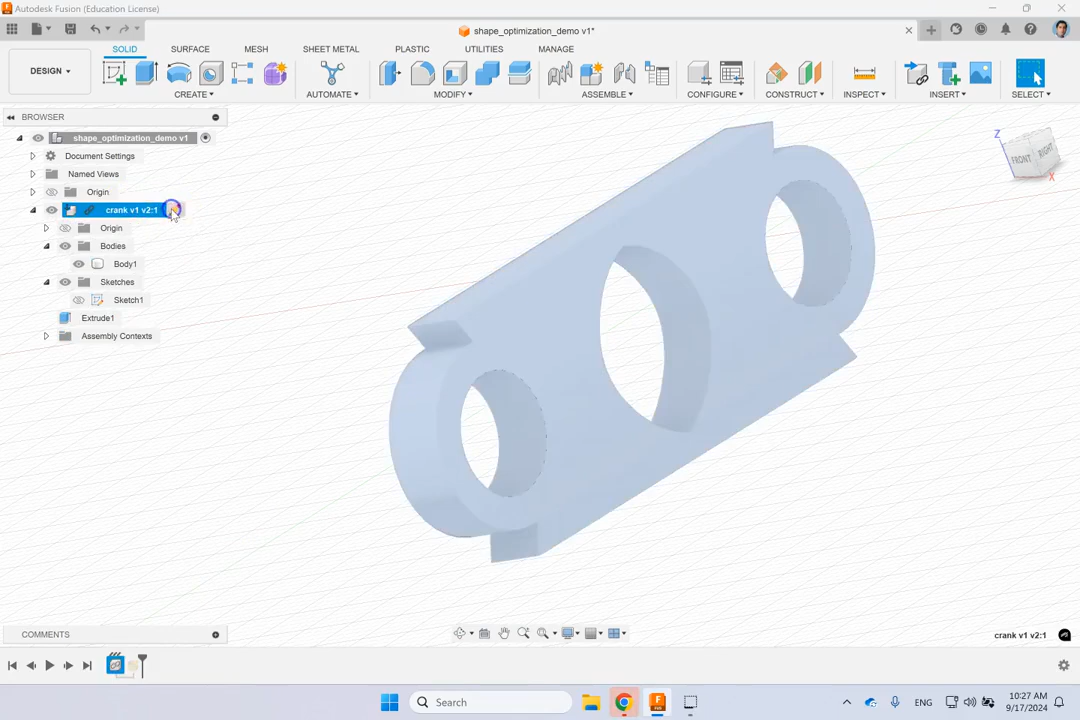 Autodesk Fusion (Education License)
shape_optimization_demo v1*
DESIGN
SOLID SURFACE MESH SHEET METAL PLASTIC UTILITIES MANAGE
CREATE AUTOMATE MODIFY ASSEMBLE CONFIGURE CONSTRUCT INSPECT INSERT SELECT
BROWSER
shape_optimization_demo v1
Document Settings
Named Views
Origin
crank v1 v2:1
Origin
Bodies
Body1
Sketches
Sketch1
Extrude1
Assembly Contexts
Z
FRONT RIGHT
X
COMMENTS
crank v1 v2:1
Search
ENG
10:27 AM
9/17/2024